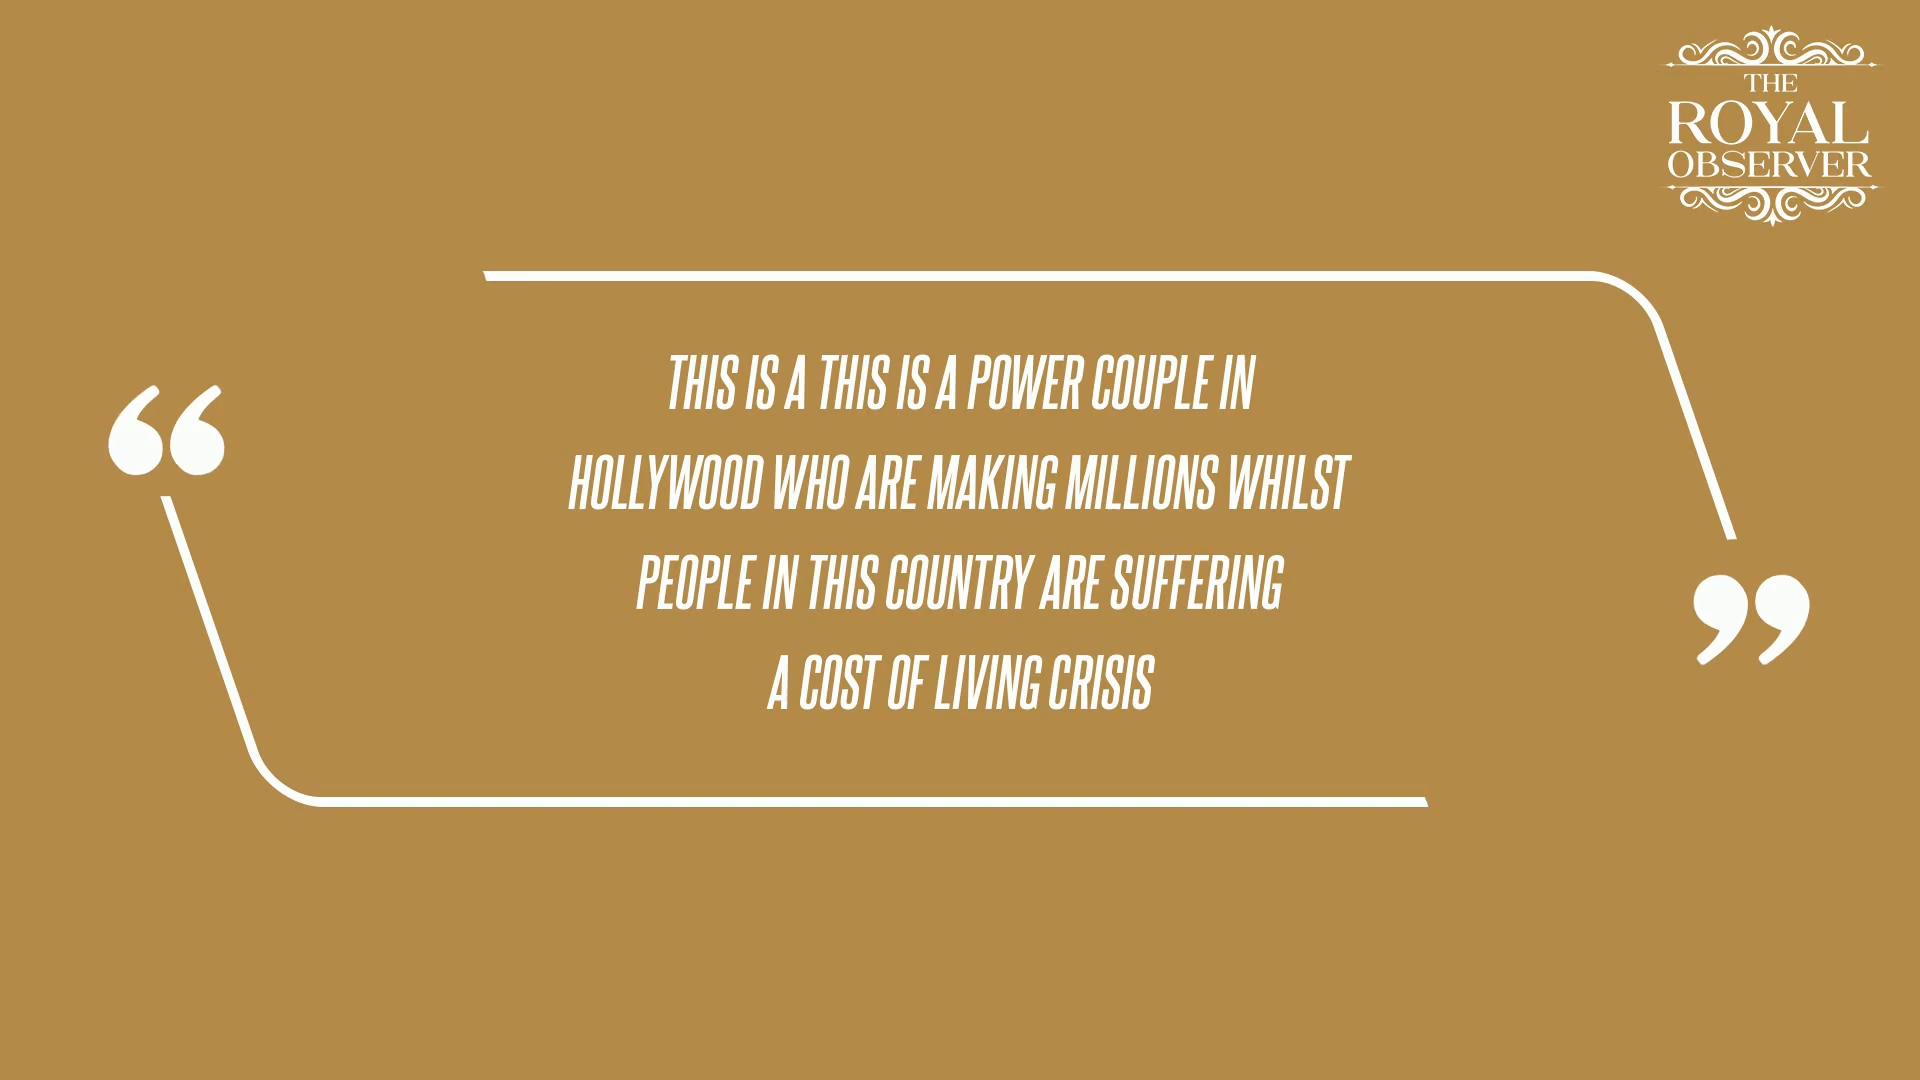 THE
ROYAL
OBSERVER
“
THIS IS A THIS IS A POWER COUPLE IN
HOLLYWOOD WHO ARE MAKING MILLIONS WHILST
PEOPLE IN THIS COUNTRY ARE SUFFERING
A COST OF LIVING CRISIS
”